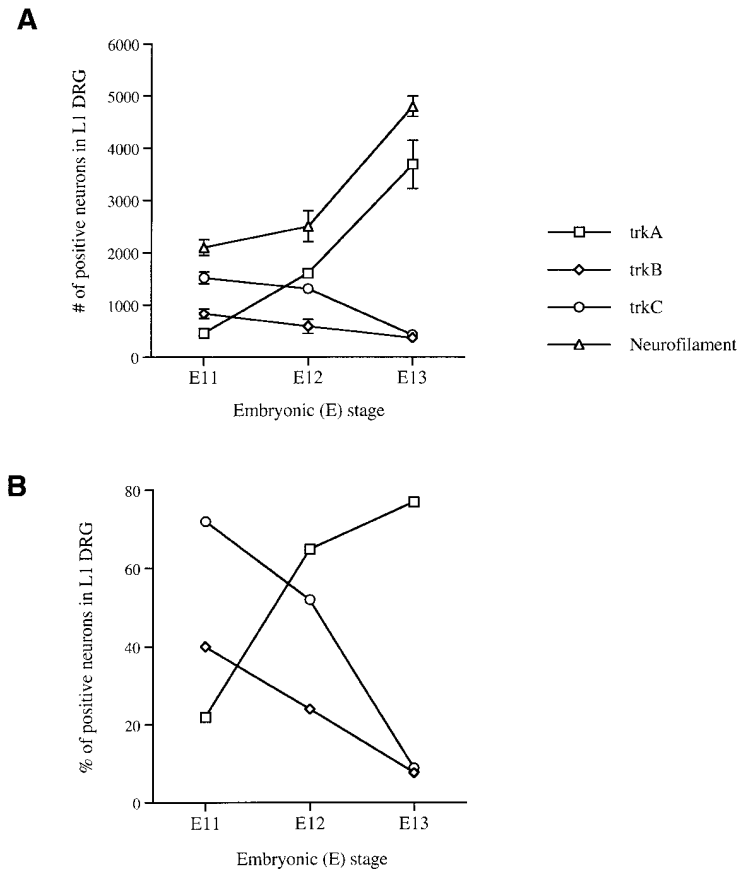 A
6000
5000
4000
3000
2000
1000
0
# of positive neurons in L1 DRG
E11 E12 E13
Embryonic (E) stage
trkA
trkB
trkC
Neurofilament
B
80
60
40
20
0
% of positive neurons in L1 DRG
E11 E12 E13
Embryonic (E) stage